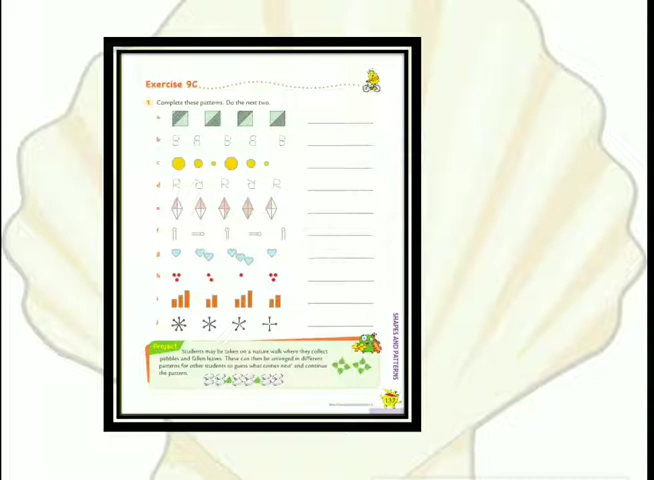 Exercise 9C
1 Complete these patterns. Do the next two.
a
b
c
d
e
f
g
h
i
j
SHAPES AND PATTERNS
Project
Students may be taken on a nature walk where they collect
pebbles and fallen leaves. These can then be arranged in different
patterns for other students to guess what comes next and continue
the pattern.
137